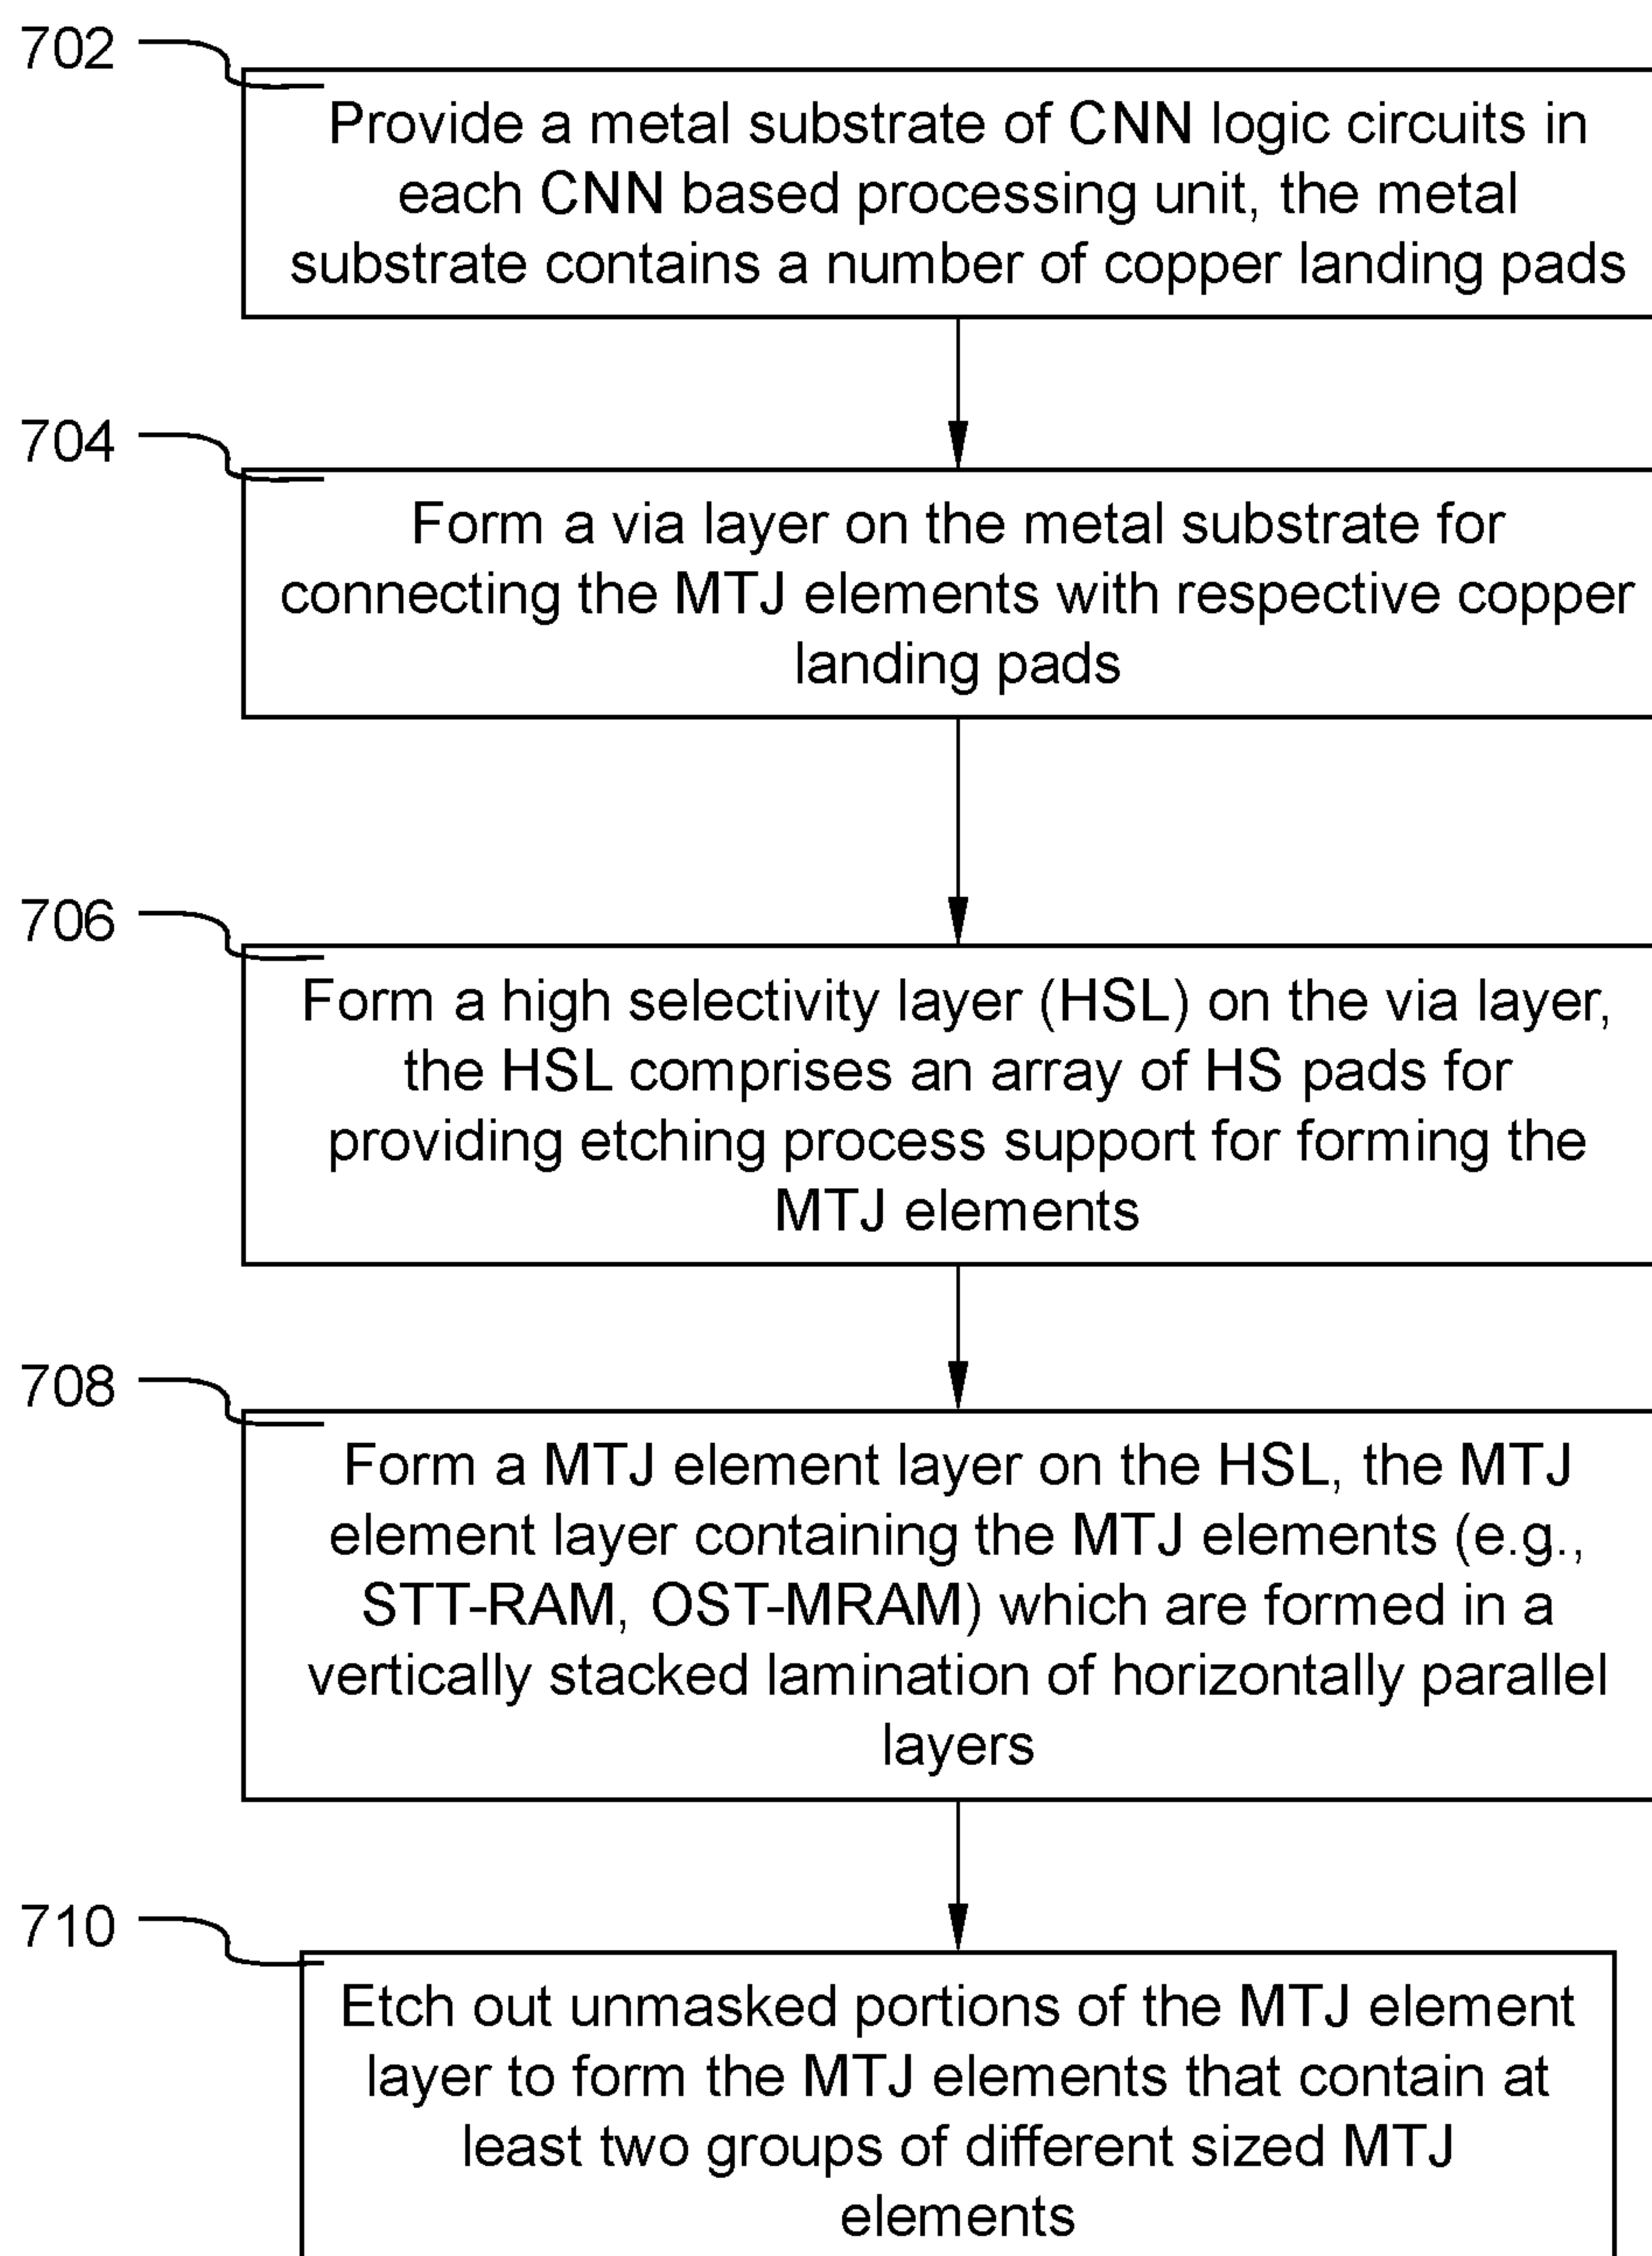 702
Provide a metal substrate of CNN logic circuits in
each CNN based processing unit, the metal
substrate contains a number of copper landing pads
704
Form a via layer on the metal substrate for
connecting the MTJ elements with respective copper
landing pads
706
Form a high selectivity layer (HSL) on the via layer,
the HSL comprises an array of HS pads for
providing etching process support for forming the
MTJ elements
708
Form a MTJ element layer on the HSL, the MTJ
element layer containing the MTJ elements (e.g.,
STT-RAM, OST-MRAM) which are formed in a
vertically stacked lamination of horizontally parallel
layers
710
Etch out unmasked portions of the MTJ element
layer to form the MTJ elements that contain at
least two groups of different sized MTJ
elements